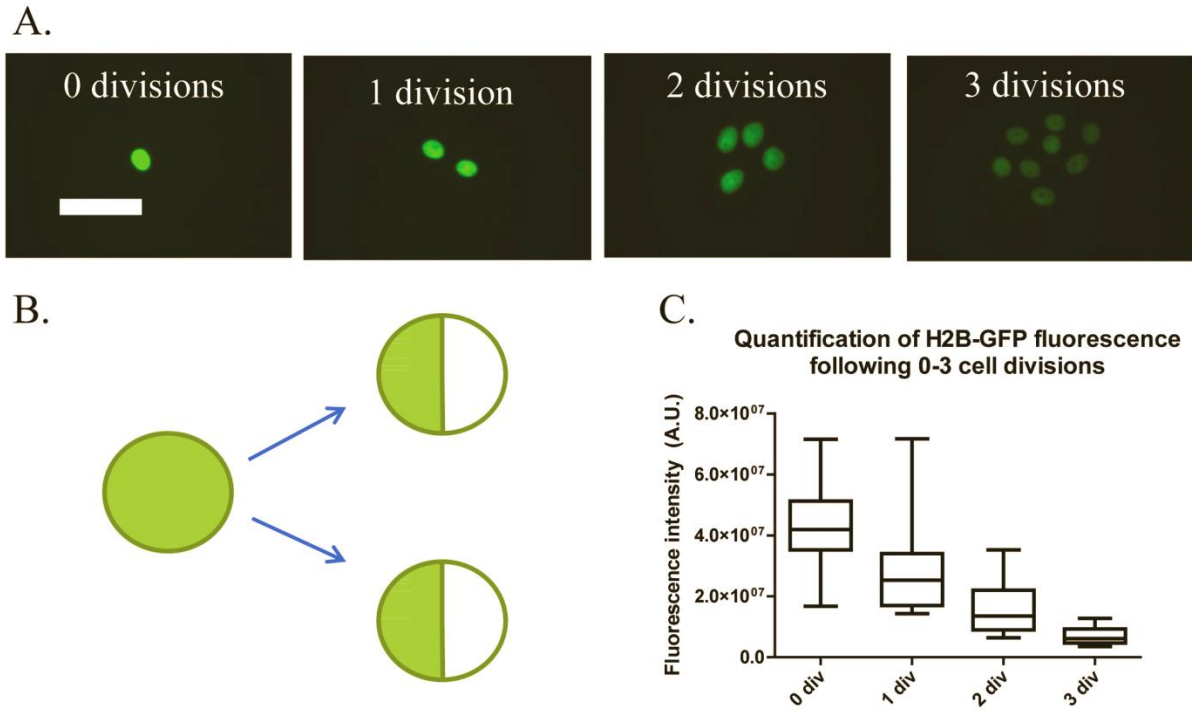 A.
0 divisions
1 division
2 divisions
3 divisions
B.
C.
Quantification of H2B-GFP fluorescence
following 0-3 cell divisions
Fluorescence intensity (A.U.)
8.0×10⁰⁷
6.0×10⁰⁷
4.0×10⁰⁷
2.0×10⁰⁷
0.0
0 div
1 div
2 div
3 div